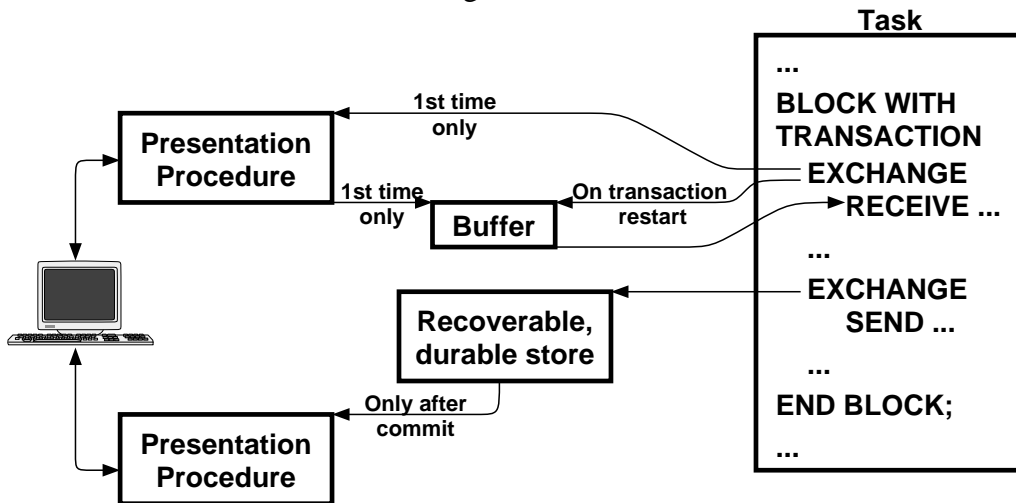 Task
...
BLOCK WITH
TRANSACTION
EXCHANGE
RECEIVE ...
...
EXCHANGE
SEND ...
...
END BLOCK;
...
1st time
only
Presentation
Procedure
1st time
only
On transaction
restart
Buffer
Recoverable,
durable store
Only after
commit
Presentation
Procedure